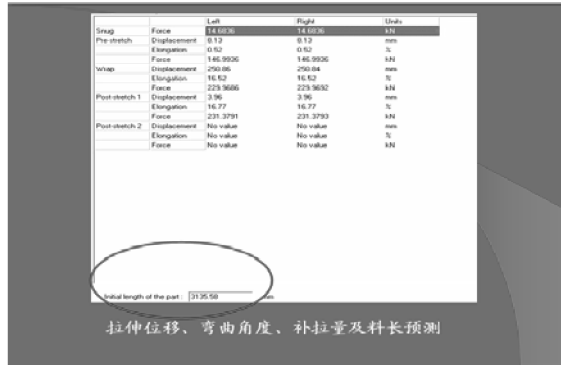 Left Right Units
Snug Force 14.6836 14.6836 kN
Pre-stretch Displacement 8.13 8.13 mm
Elongation 0.52 0.52 %
Force 146.9936 146.9936 kN
Wrap Displacement 250.86 250.84 mm
Elongation 16.52 16.52 %
Force 229.9686 229.9692 kN
Post-stretch 1 Displacement 3.96 3.96 mm
Elongation 16.77 16.77 %
Force 231.3791 231.3793 kN
Post-stretch 2 Displacement No value No value mm
Elongation No value No value %
Force No value No value kN
Initial length of the part : 3135.58 mm
拉伸位移、弯曲角度、补拉量及料长预测